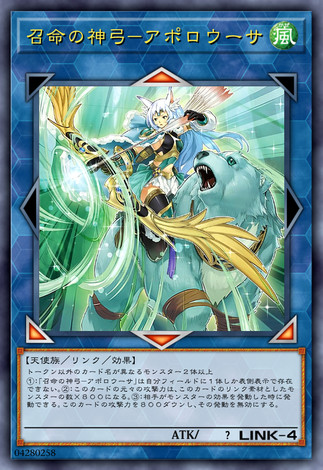 召命の神弓－アポロウーサ
風
【天使族／リンク／効果】
トークン以外のカード名が異なるモンスター２体以上
①：「召命の神弓－アポロウーサ」は自分フィールドに１体しか表側表示で存在
できない。②：このカードの元々の攻撃力は、このカードのリンク素材としたモ
ンスターの数×８００になる。③：相手がモンスターの効果を発動した時に発
動できる。このカードの攻撃力を８００ダウンし、その発動を無効にする。
ATK/ ? LINK-4
04280258